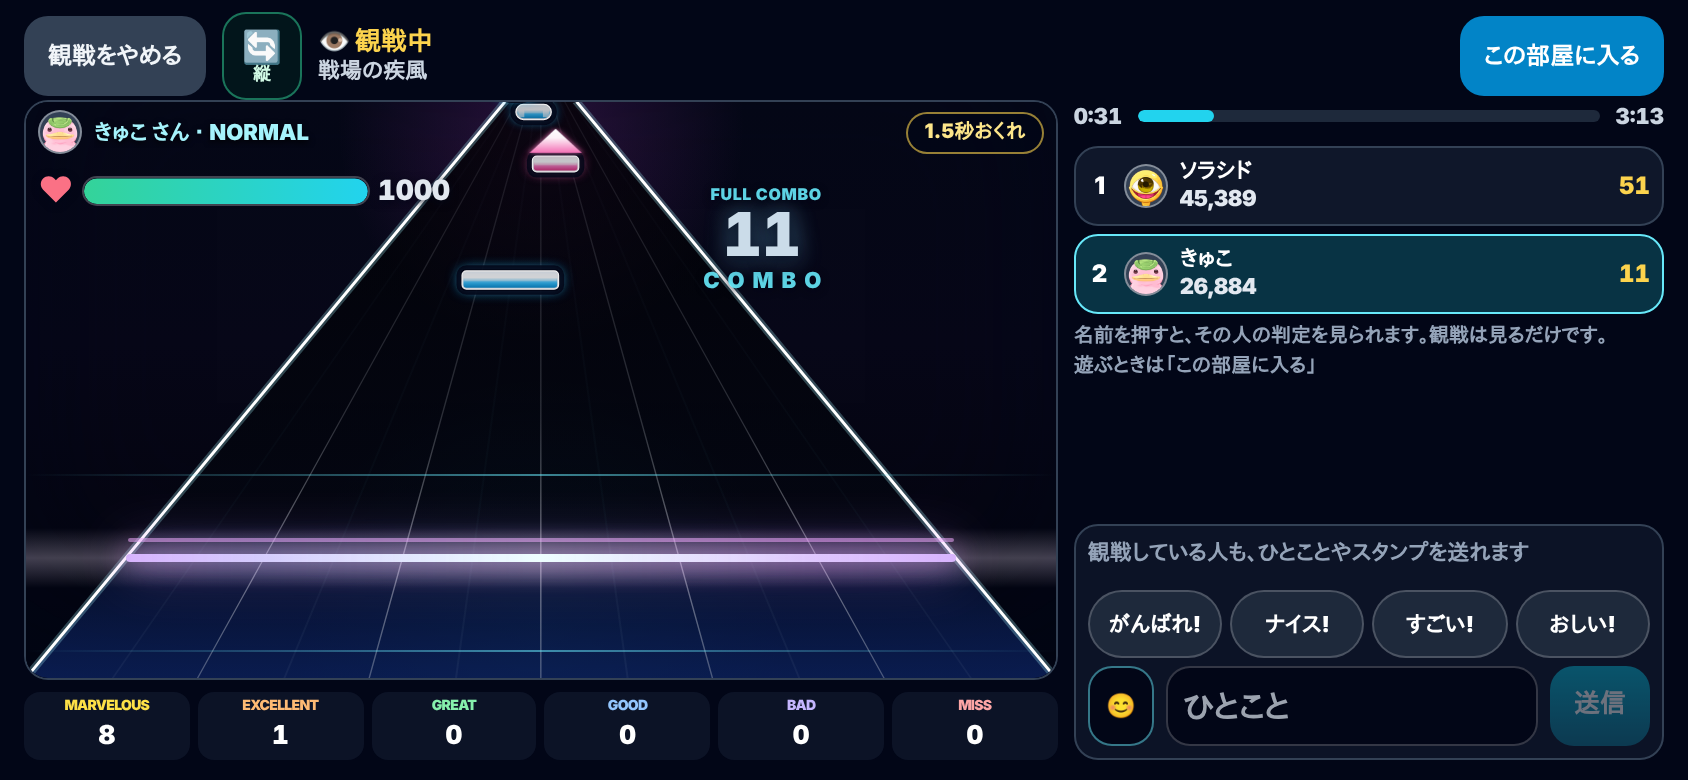 観戦をやめる
縦
観戦中
戦場の疾風
この部屋に入る
きゅこ さん・NORMAL
1.5秒おくれ
1000
FULL COMBO
11
COMBO
0:31
3:13
1
ソラシド
45,389
51
2
きゅこ
26,884
11
名前を押すと、その人の判定を見られます。観戦は見るだけです。
遊ぶときは「この部屋に入る」
観戦している人も、ひとことやスタンプを送れます
がんばれ!
ナイス!
すごい!
おしい!
ひとこと
送信
MARVELOUS
8
EXCELLENT
1
GREAT
0
GOOD
0
BAD
0
MISS
0